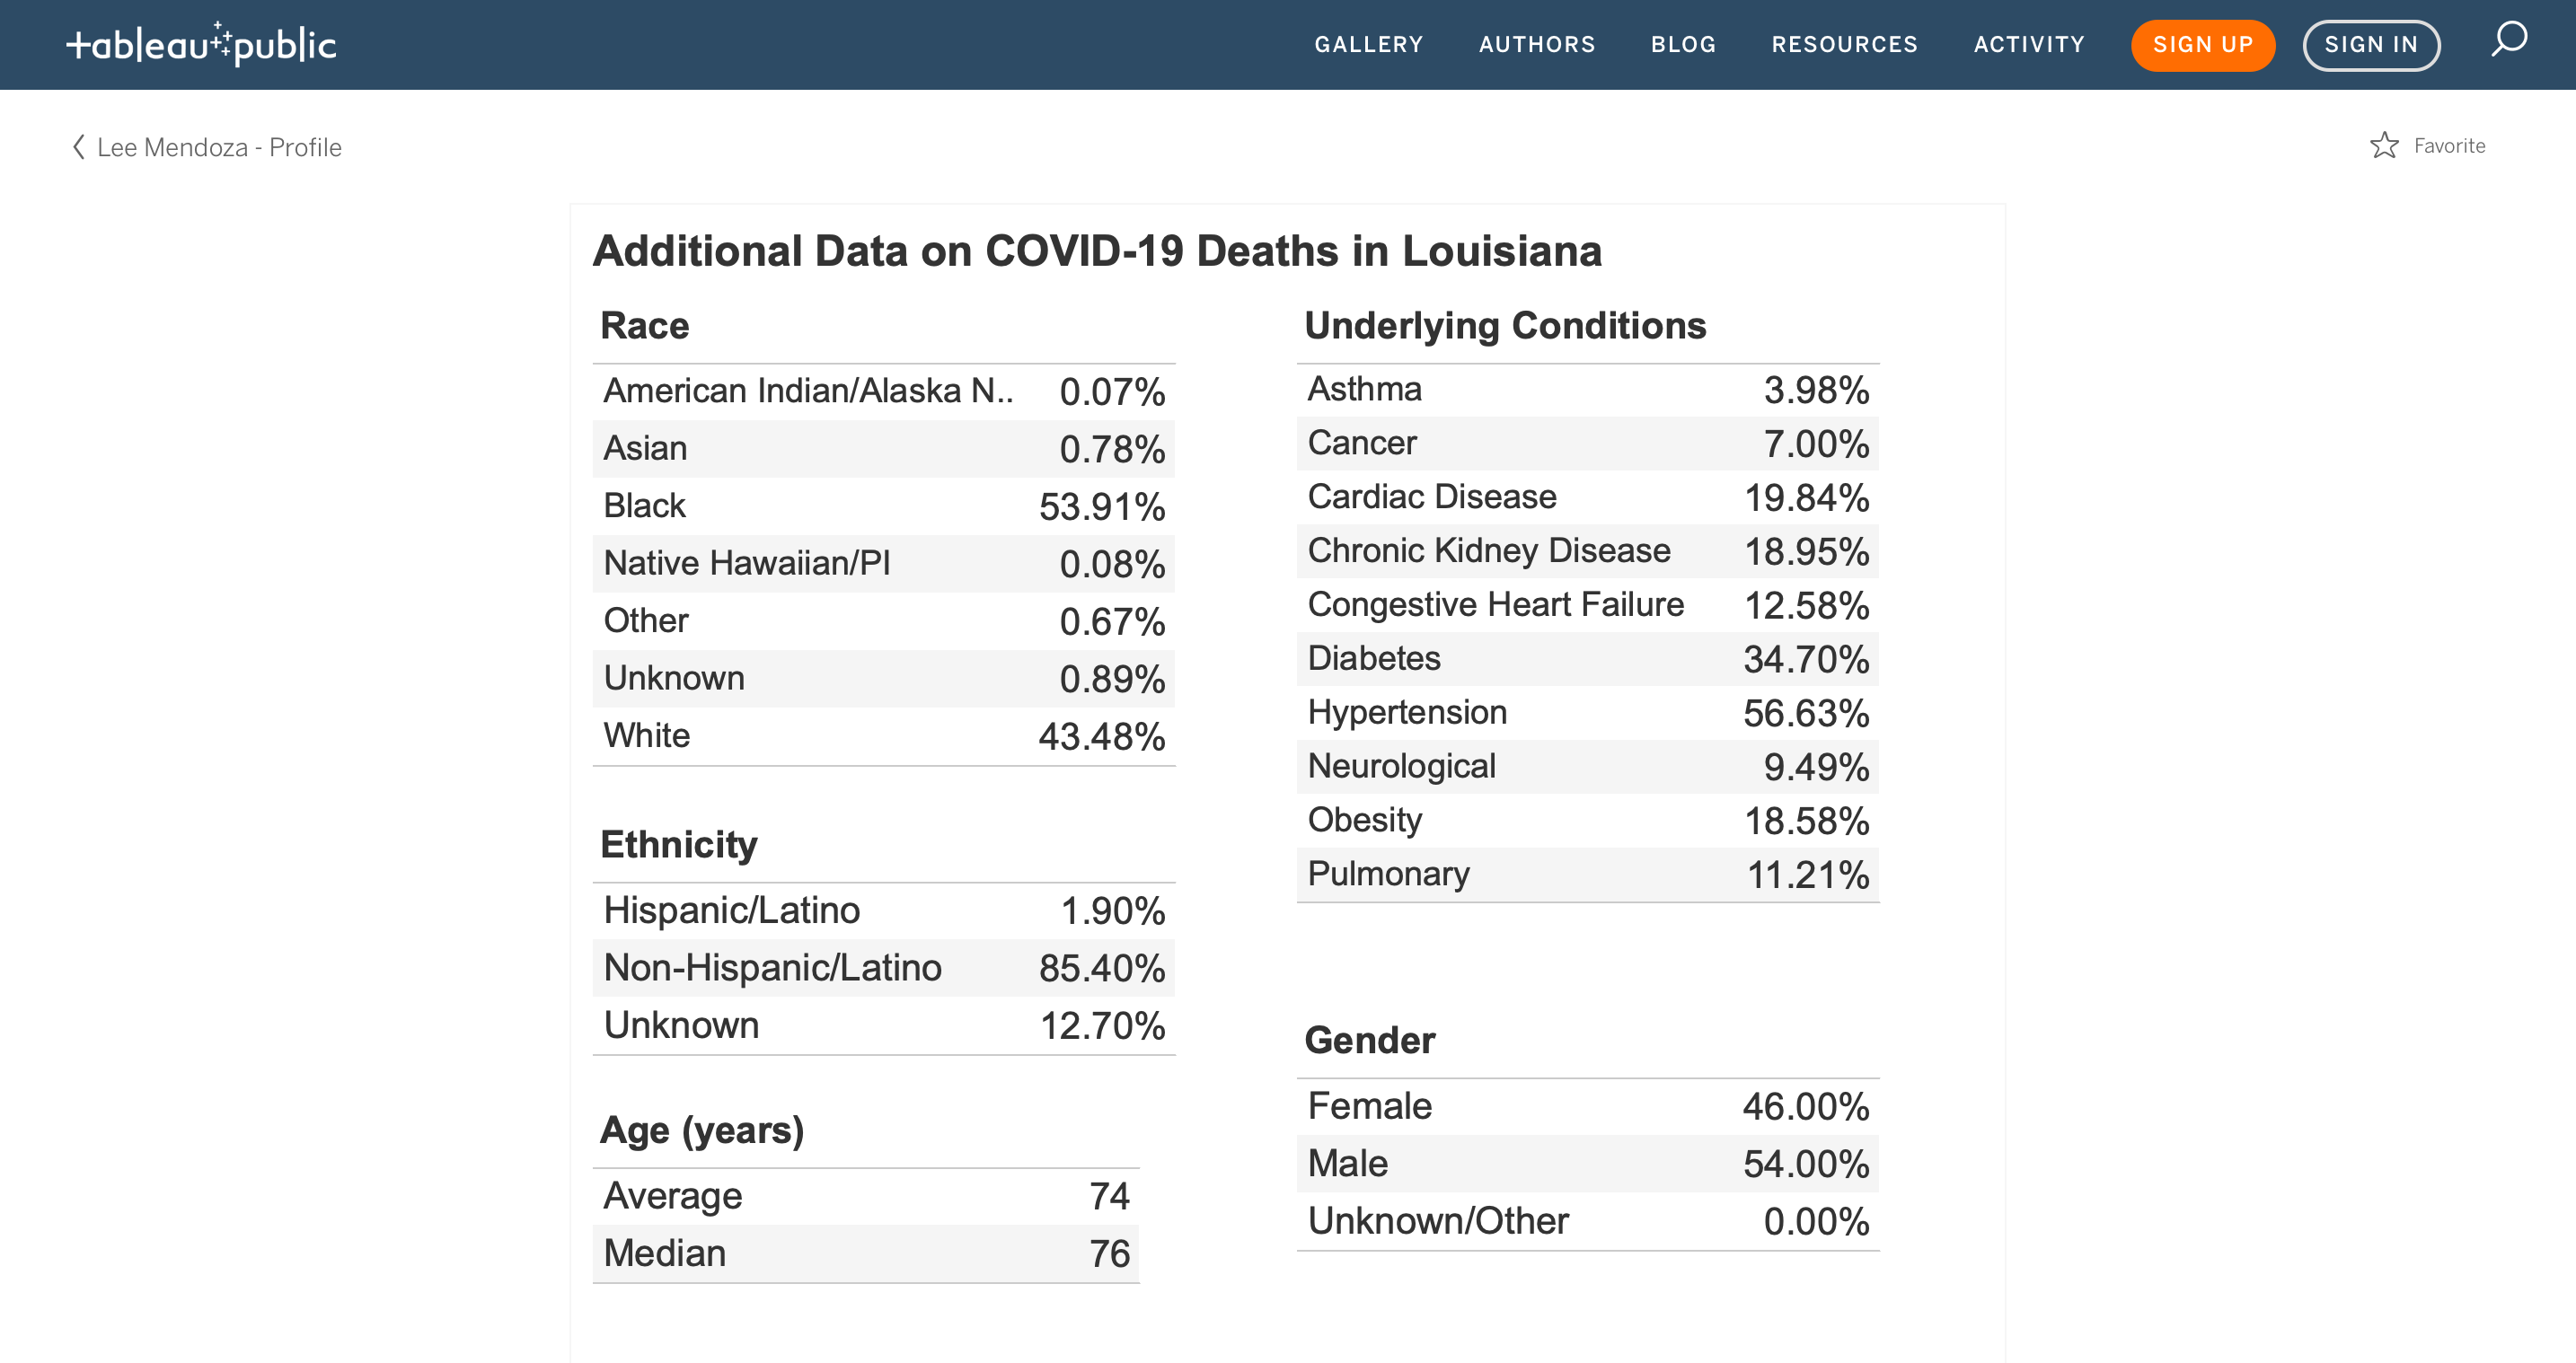 tableau public
GALLERY AUTHORS BLOG RESOURCES ACTIVITY SIGN UP SIGN IN
Lee Mendoza - Profile
Favorite
Additional Data on COVID-19 Deaths in Louisiana
Race
American Indian/Alaska N.. 0.07%
Asian 0.78%
Black 53.91%
Native Hawaiian/PI 0.08%
Other 0.67%
Unknown 0.89%
White 43.48%
Ethnicity
Hispanic/Latino 1.90%
Non-Hispanic/Latino 85.40%
Unknown 12.70%
Age (years)
Average 74
Median 76
Underlying Conditions
Asthma 3.98%
Cancer 7.00%
Cardiac Disease 19.84%
Chronic Kidney Disease 18.95%
Congestive Heart Failure 12.58%
Diabetes 34.70%
Hypertension 56.63%
Neurological 9.49%
Obesity 18.58%
Pulmonary 11.21%
Gender
Female 46.00%
Male 54.00%
Unknown/Other 0.00%